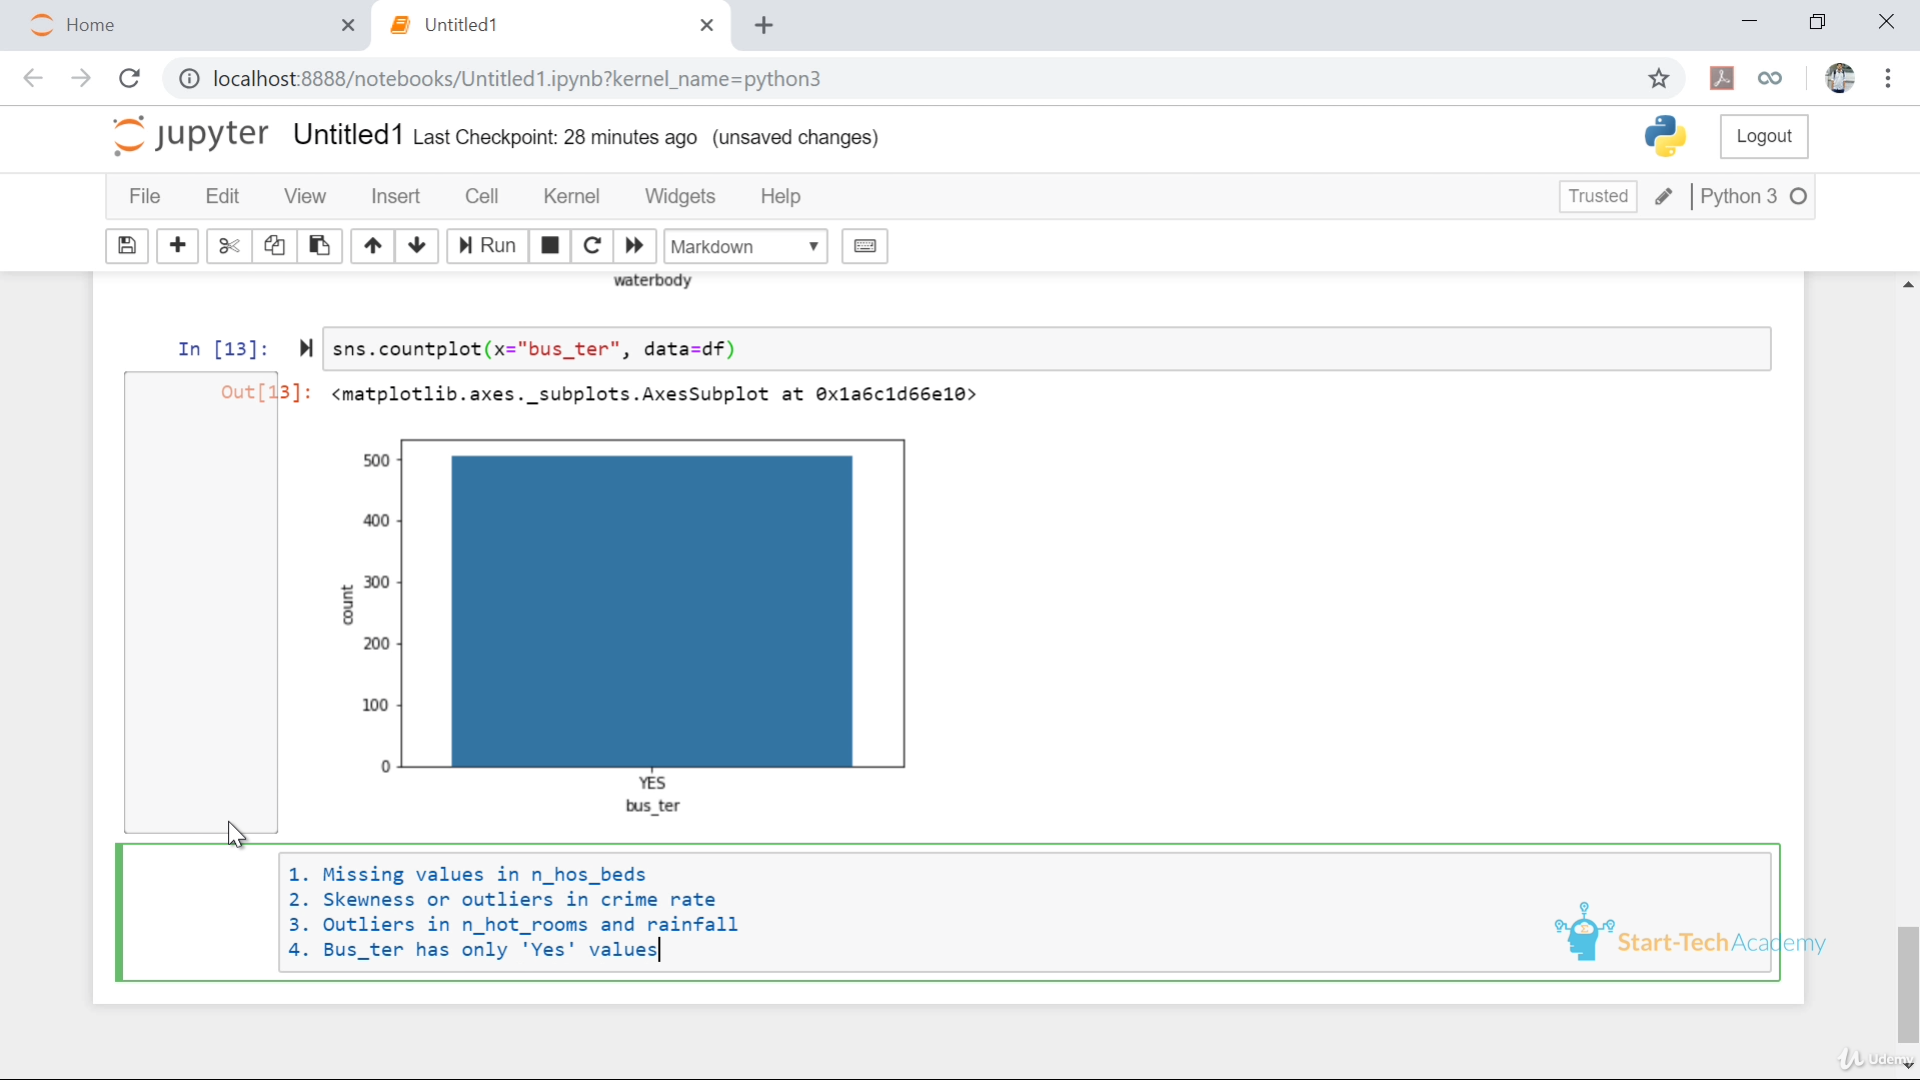 Home
Untitled1
localhost:8888/notebooks/Untitled1.ipynb?kernel_name=python3
jupyter Untitled1 Last Checkpoint: 28 minutes ago (unsaved changes)
Logout
File Edit View Insert Cell Kernel Widgets Help
Trusted
Python 3
Run
Markdown
waterbody
In [13]: sns.countplot(x="bus_ter", data=df)
Out[13]: <matplotlib.axes._subplots.AxesSubplot at 0x1a6c1d66e10>
500
400
300
200
100
0
count
YES
bus_ter
1. Missing values in n_hos_beds
2. Skewness or outliers in crime rate
3. Outliers in n_hot_rooms and rainfall
4. Bus_ter has only 'Yes' values
Start-TechAcademy
Udemy